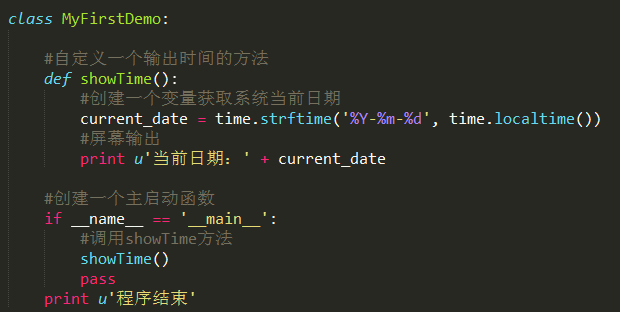 class MyFirstDemo:
#自定义一个输出时间的方法
def showTime():
#创建一个变量获取系统当前日期
current_date = time.strftime('%Y-%m-%d', time.localtime())
#屏幕输出
print u'当前日期：' + current_date
#创建一个主启动函数
if __name__ == '__main__':
#调用showTime方法
showTime()
pass
print u'程序结束'